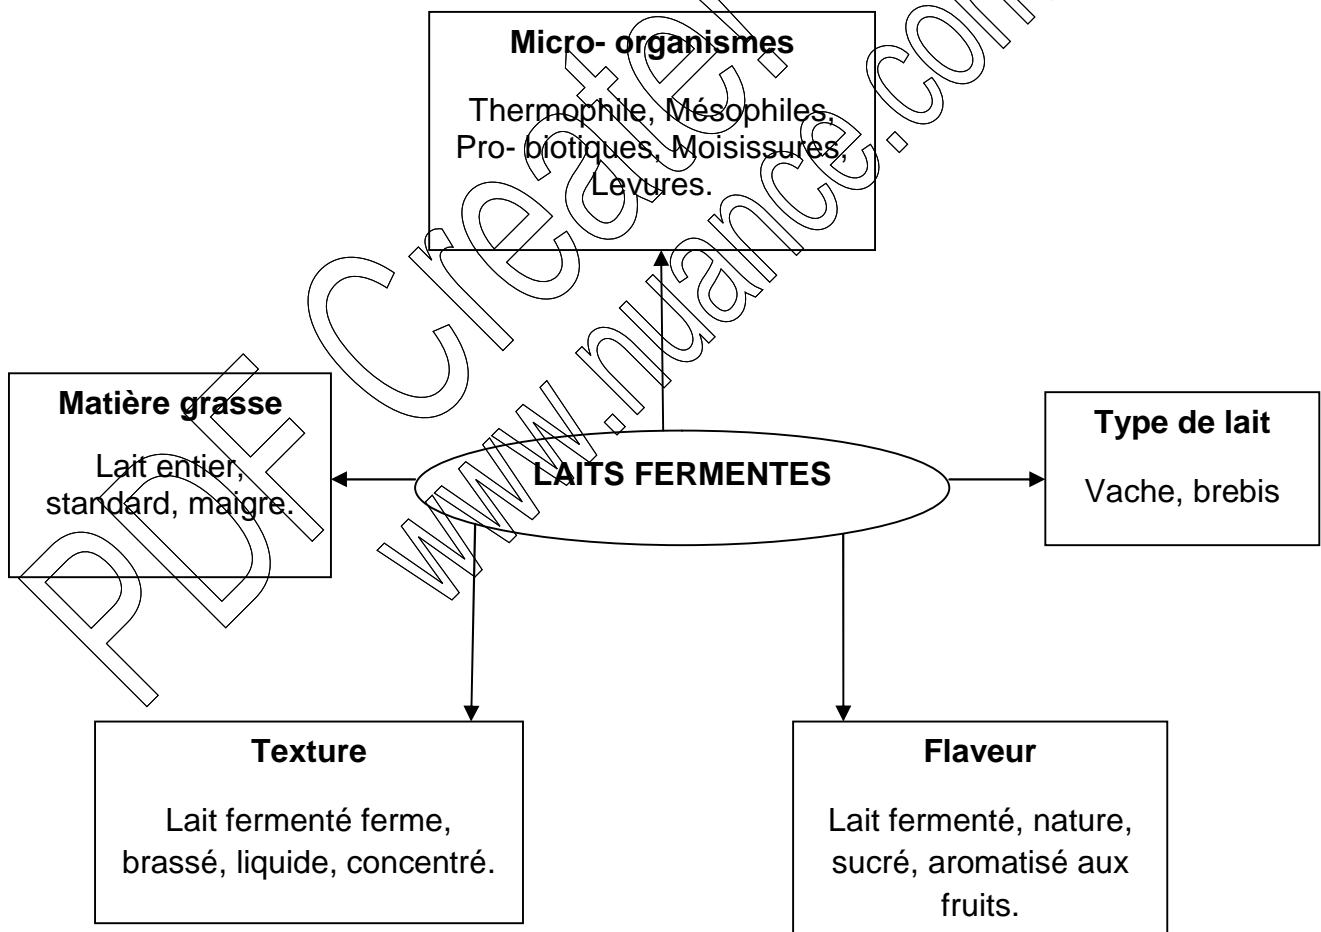 Micro- organismes
Thermophile, Mésophiles,
Pro- biotiques, Moisissures,
Levures.
Matière grasse
Lait entier,
standard, maigre.
LAITS FERMENTES
Type de lait
Vache, brebis
Texture
Lait fermenté ferme,
brassé, liquide, concentré.
Flaveur
Lait fermenté, nature,
sucré, aromatisé aux
fruits.
PDF Create!
www.nuance.com